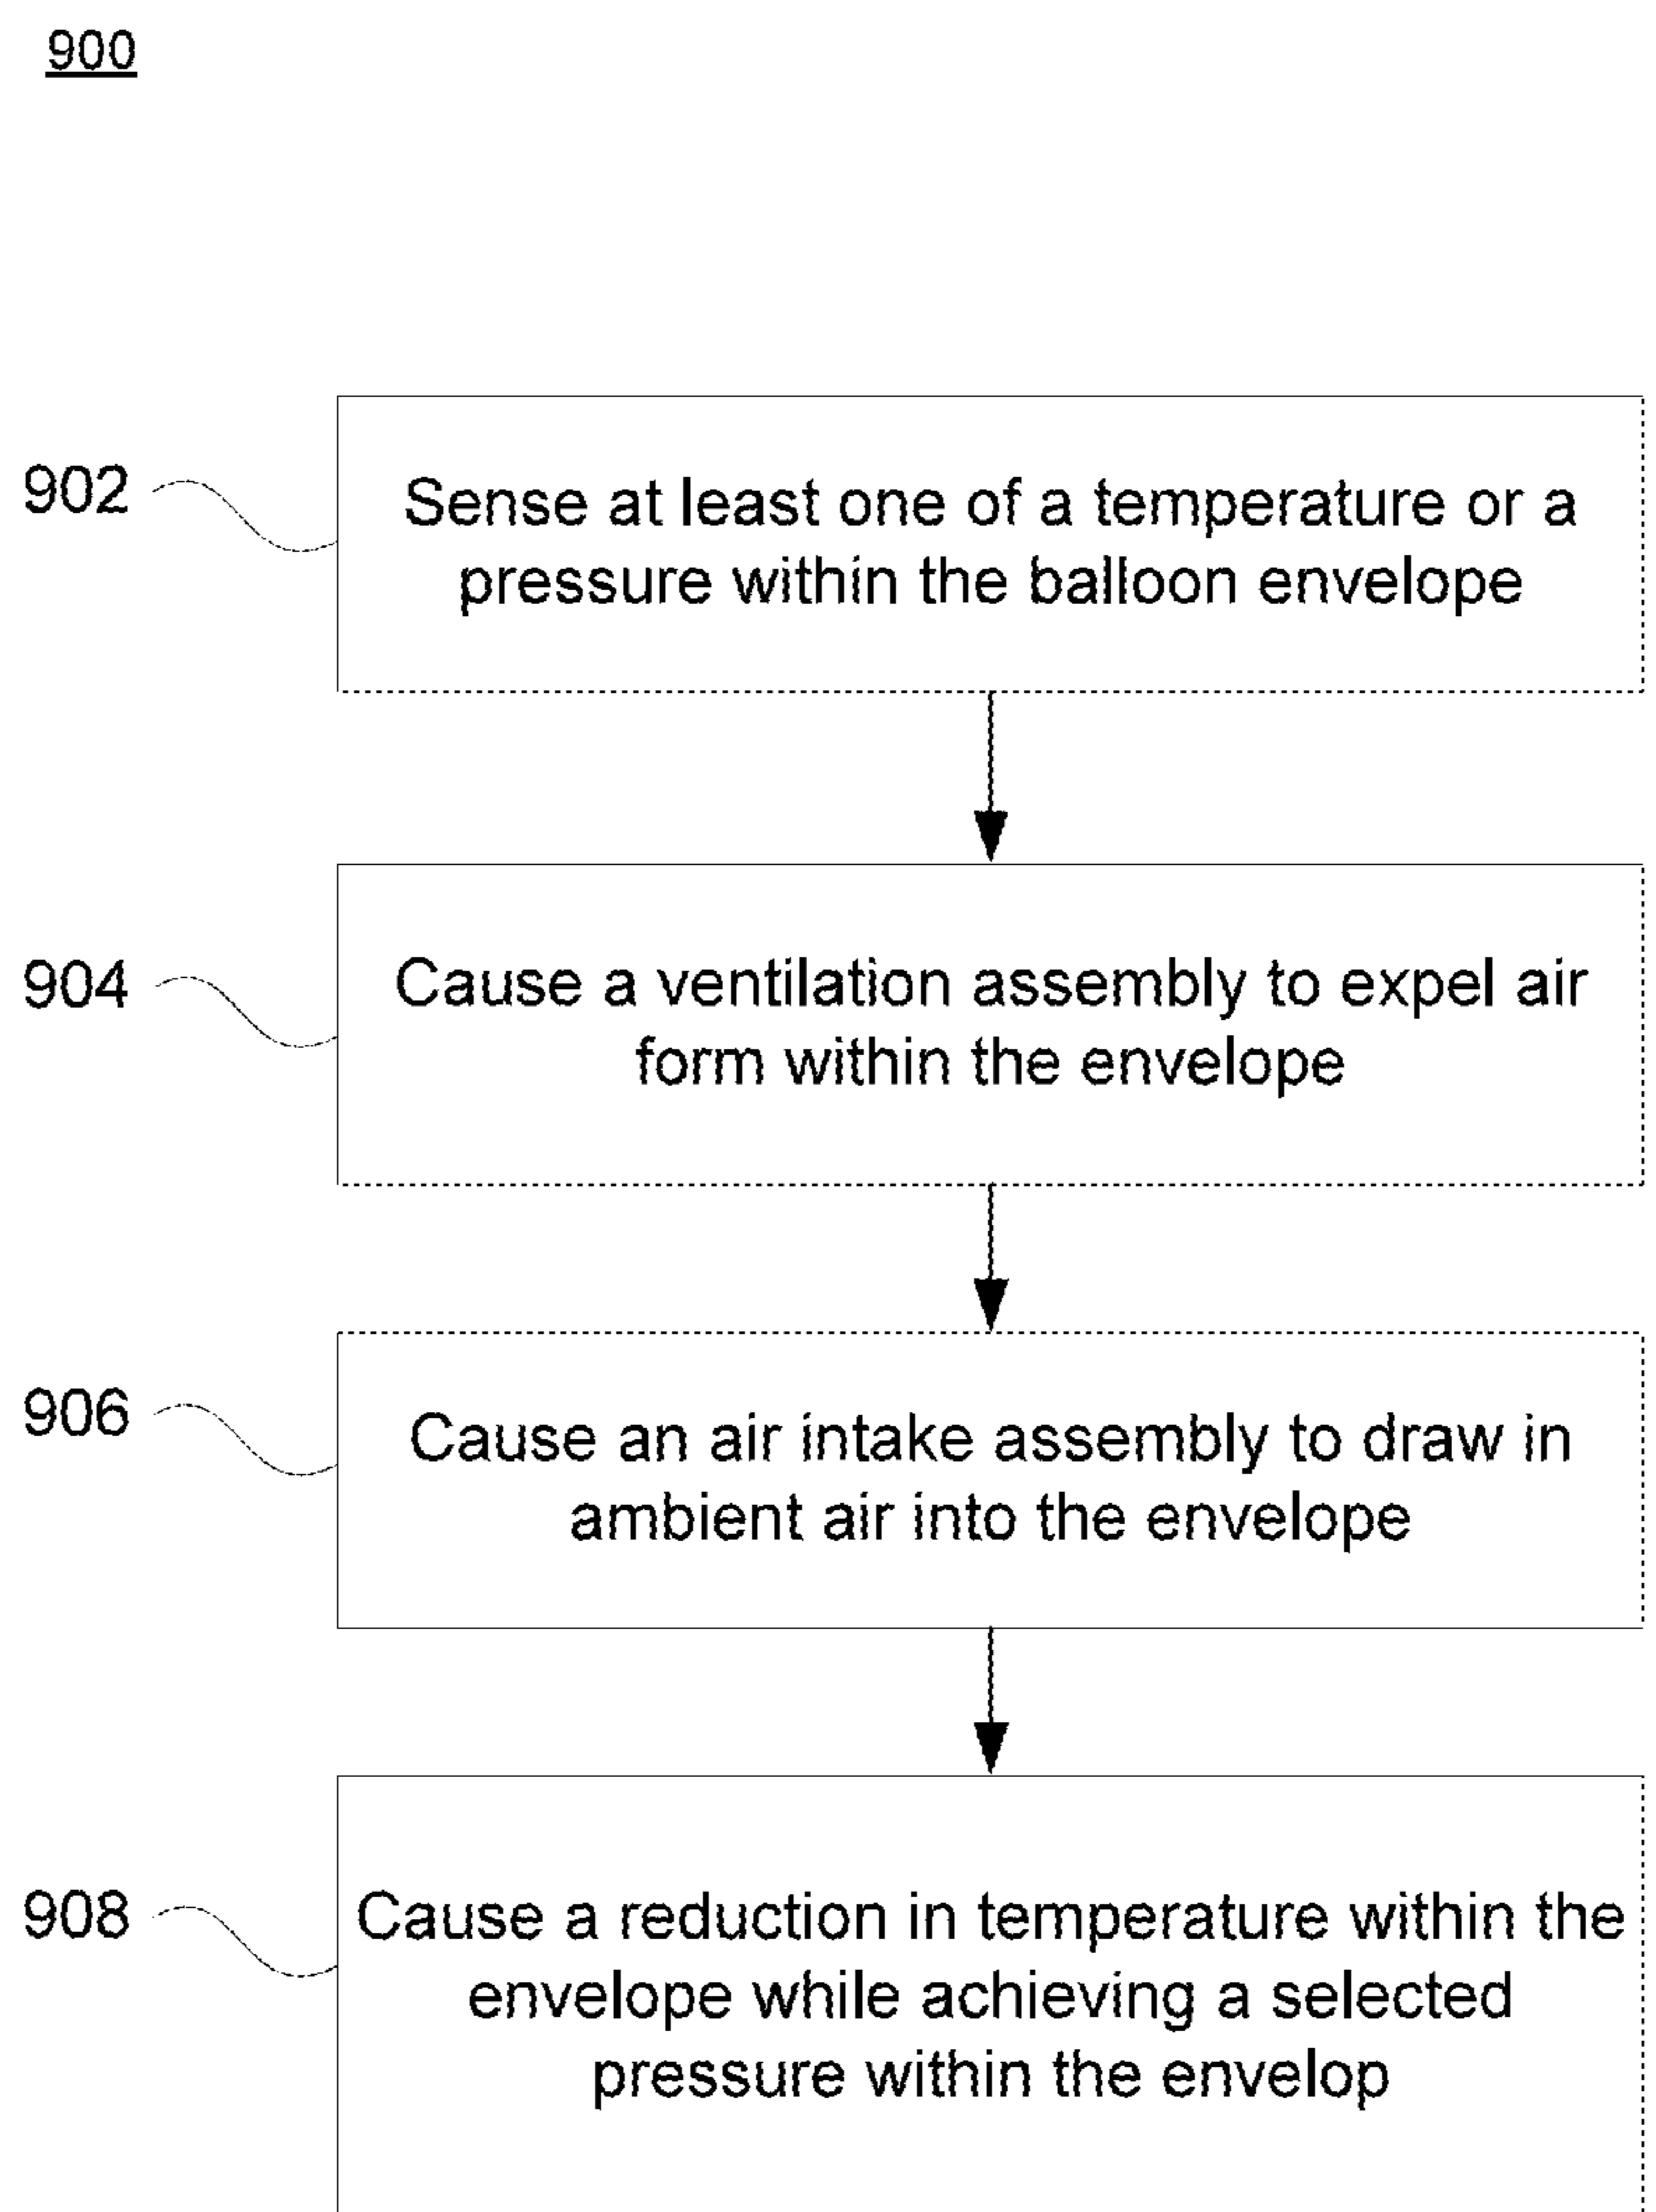 900
902
Sense at least one of a temperature or a
pressure within the balloon envelope
904
Cause a ventilation assembly to expel air
form within the envelope
906
Cause an air intake assembly to draw in
ambient air into the envelope
908
Cause a reduction in temperature within the
envelope while achieving a selected
pressure within the envelop